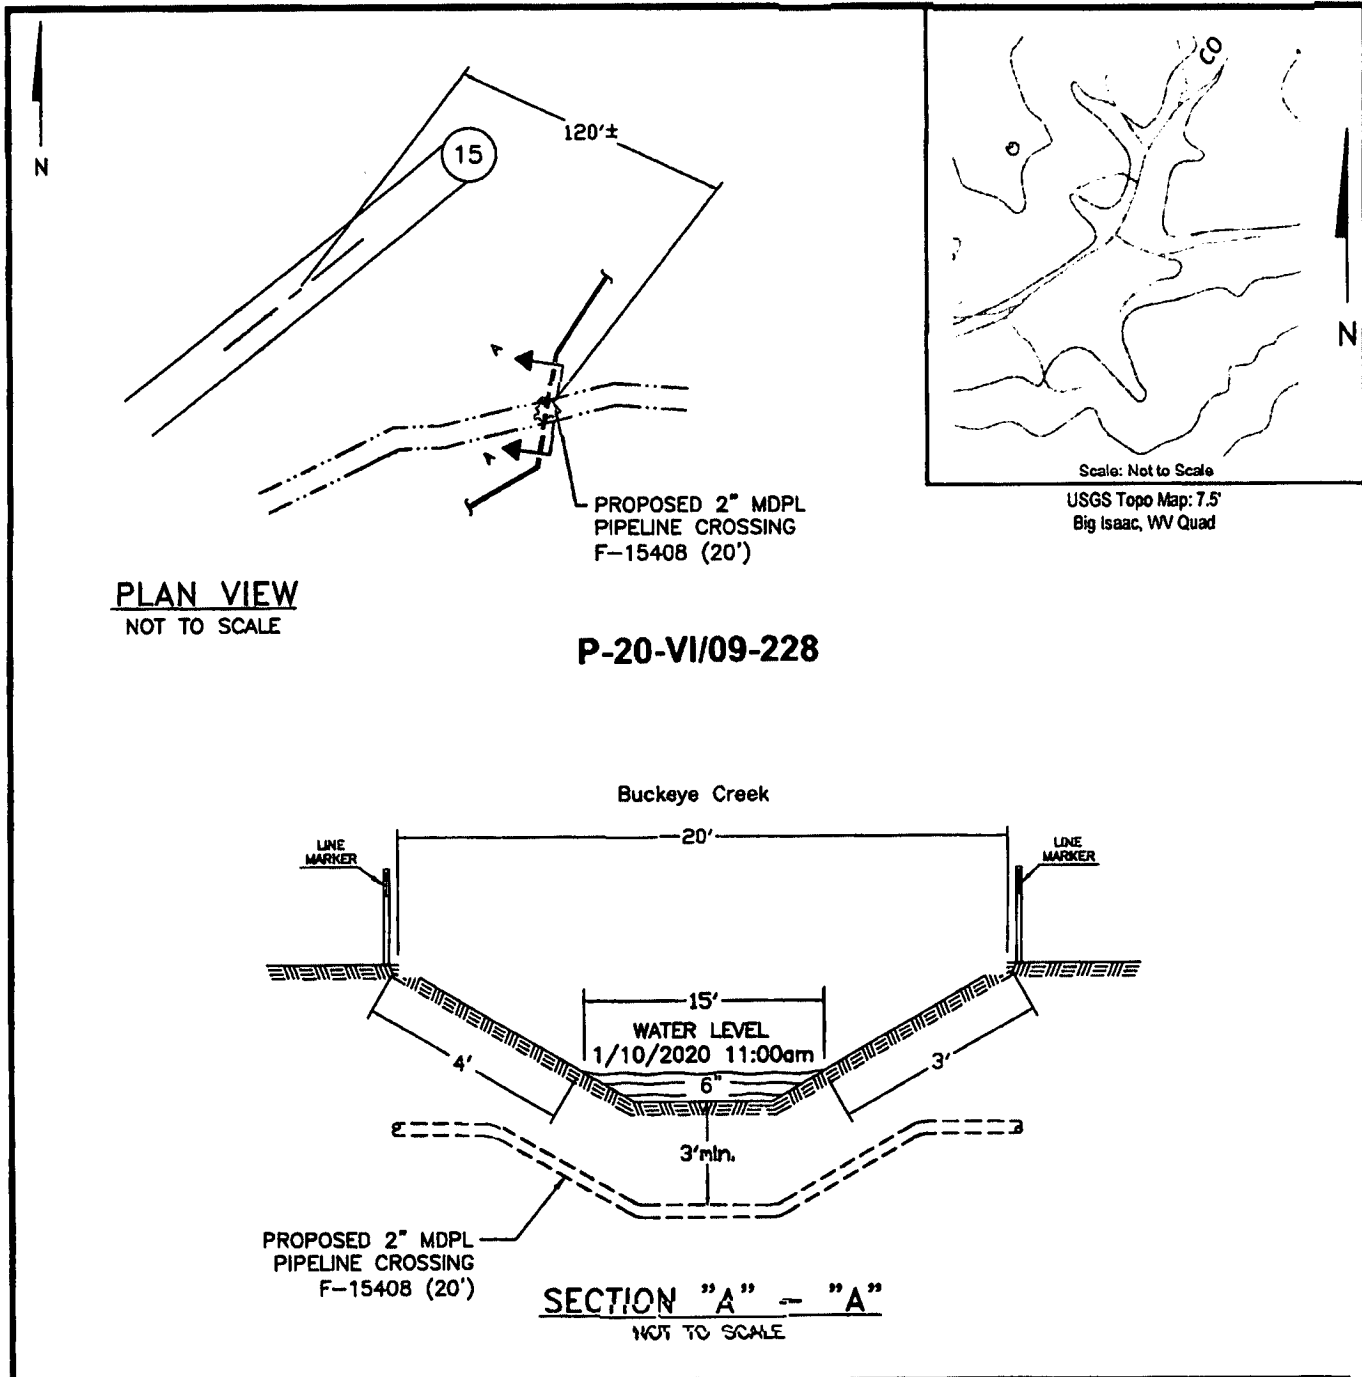 N
120'±
15
A
A
PROPOSED 2" MDPL
PIPELINE CROSSING
F-15408 (20')
PLAN VIEW
NOT TO SCALE
CO
N
Scale: Not to Scale
USGS Topo Map: 7.5'
Big Isaac, WV Quad
P-20-VI/09-228
Buckeye Creek
20'
LINE
MARKER
LINE
MARKER
15'
WATER LEVEL
1/10/2020 11:00am
6"
4'
3'
3'min.
PROPOSED 2" MDPL
PIPELINE CROSSING
F-15408 (20')
SECTION "A" - "A"
NOT TO SCALE